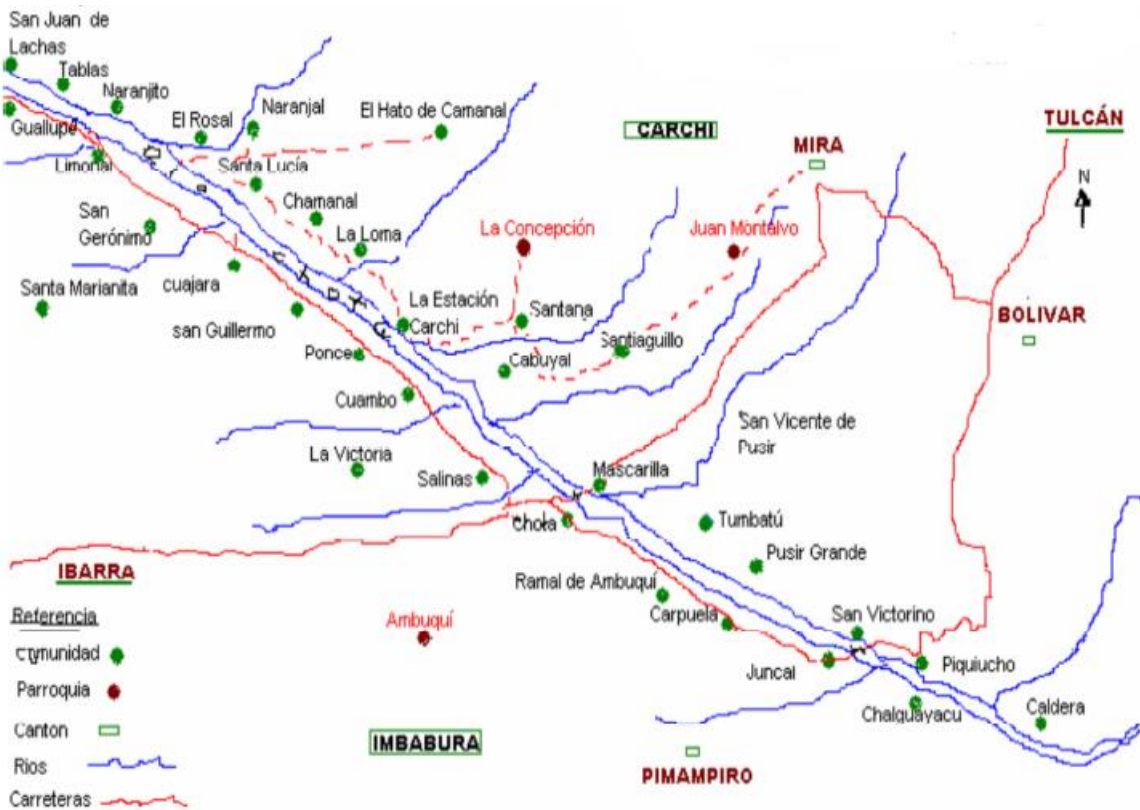 San Juan de
Lachas
Tablas
Naranjito
El Rosal
Naranjal
El Hato de Camanal
Guallupe
Limonal
Santa Lucía
Chamanal
La Loma
San
Gerónimo
Santa Marianita
cuajara
san Guillermo
Ponce
Cuambo
La Victoria
Salinas
La Estación
Carchi
La Concepción
Santana
Cabuyal
Santiaguillo
Juan Montalvo
CARCHI
MIRA
TULCÁN
N
BOLIVAR
San Vicente de
Pusir
Mascarilla
chola
Tumbatú
Pusir Grande
Ramal de Ambuquí
Carpuela
San Victorino
Juncal
Piquiucho
Chalguayacu
Caldera
Ambuquí
IMBABURA
PIMAMPIRO
IBARRA
Referencia
comunidad
Parroquia
Canton
Rios
Carreteras